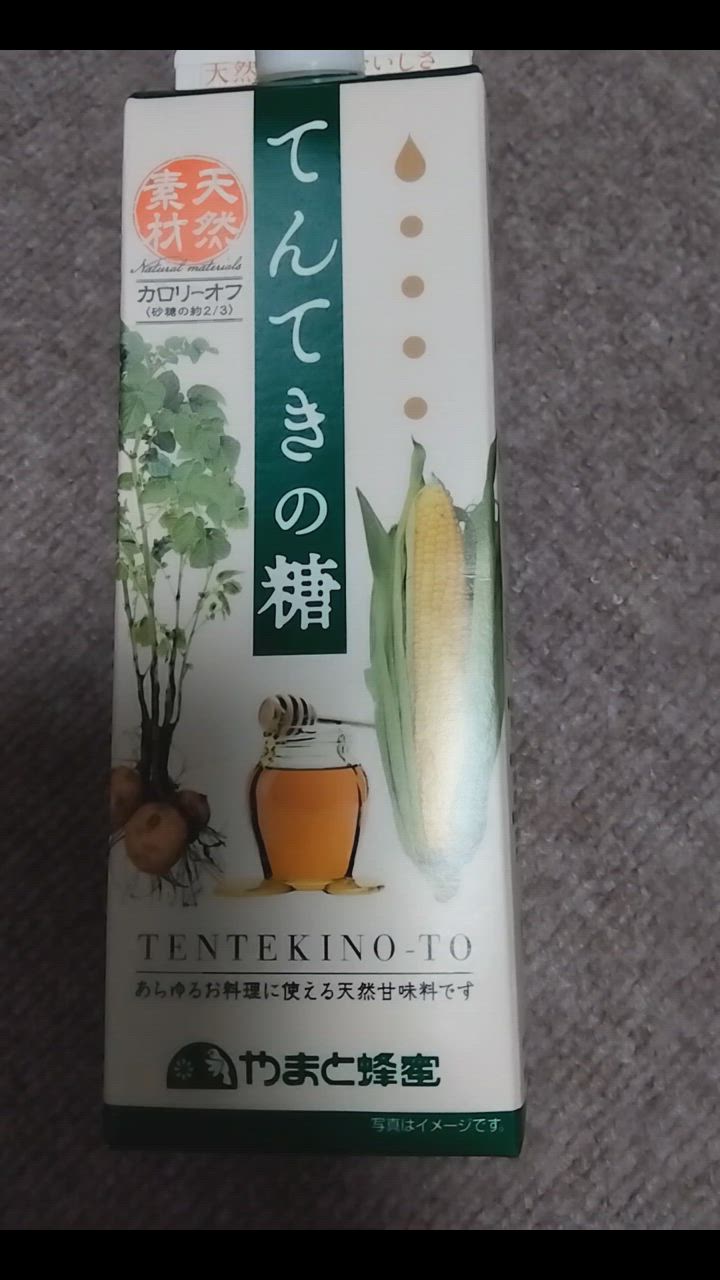 天然
いしさ
天然
素材
Natural materials
カロリーオフ
(砂糖の約2/3)
てんてきの糖
TENTEKINO-TO
あらゆるお料理に使える天然甘味料です
やまと蜂蜜
写真はイメージです。